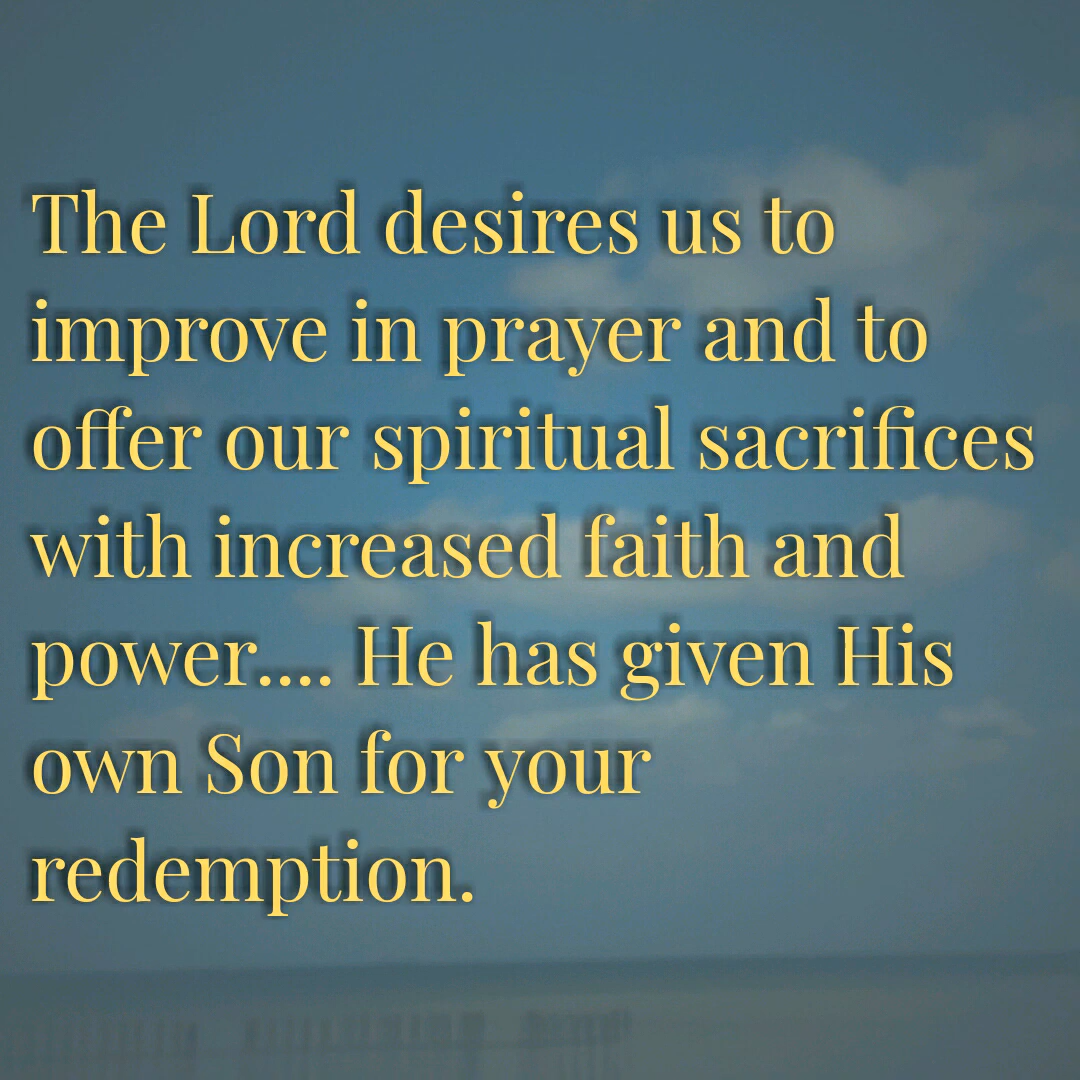 The Lord desires us to
improve in prayer and to
offer our spiritual sacrifices
with increased faith and
power.... He has given His
own Son for your
redemption.